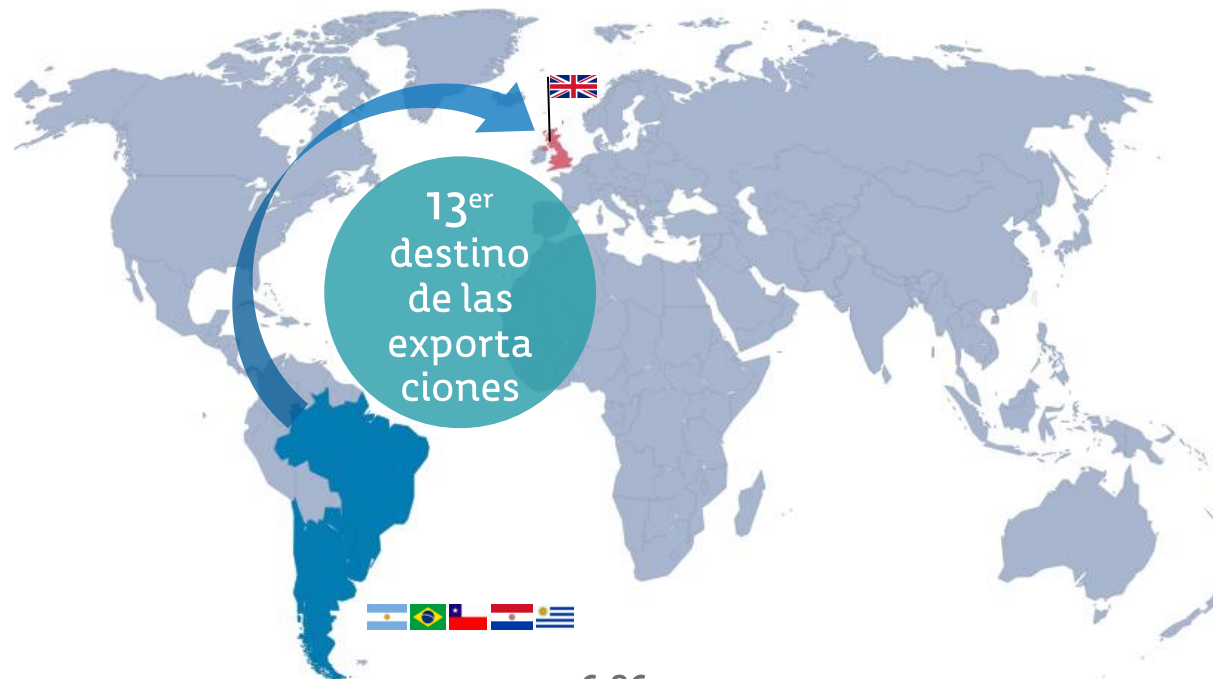 13er
destino
de las
exporta
ciones